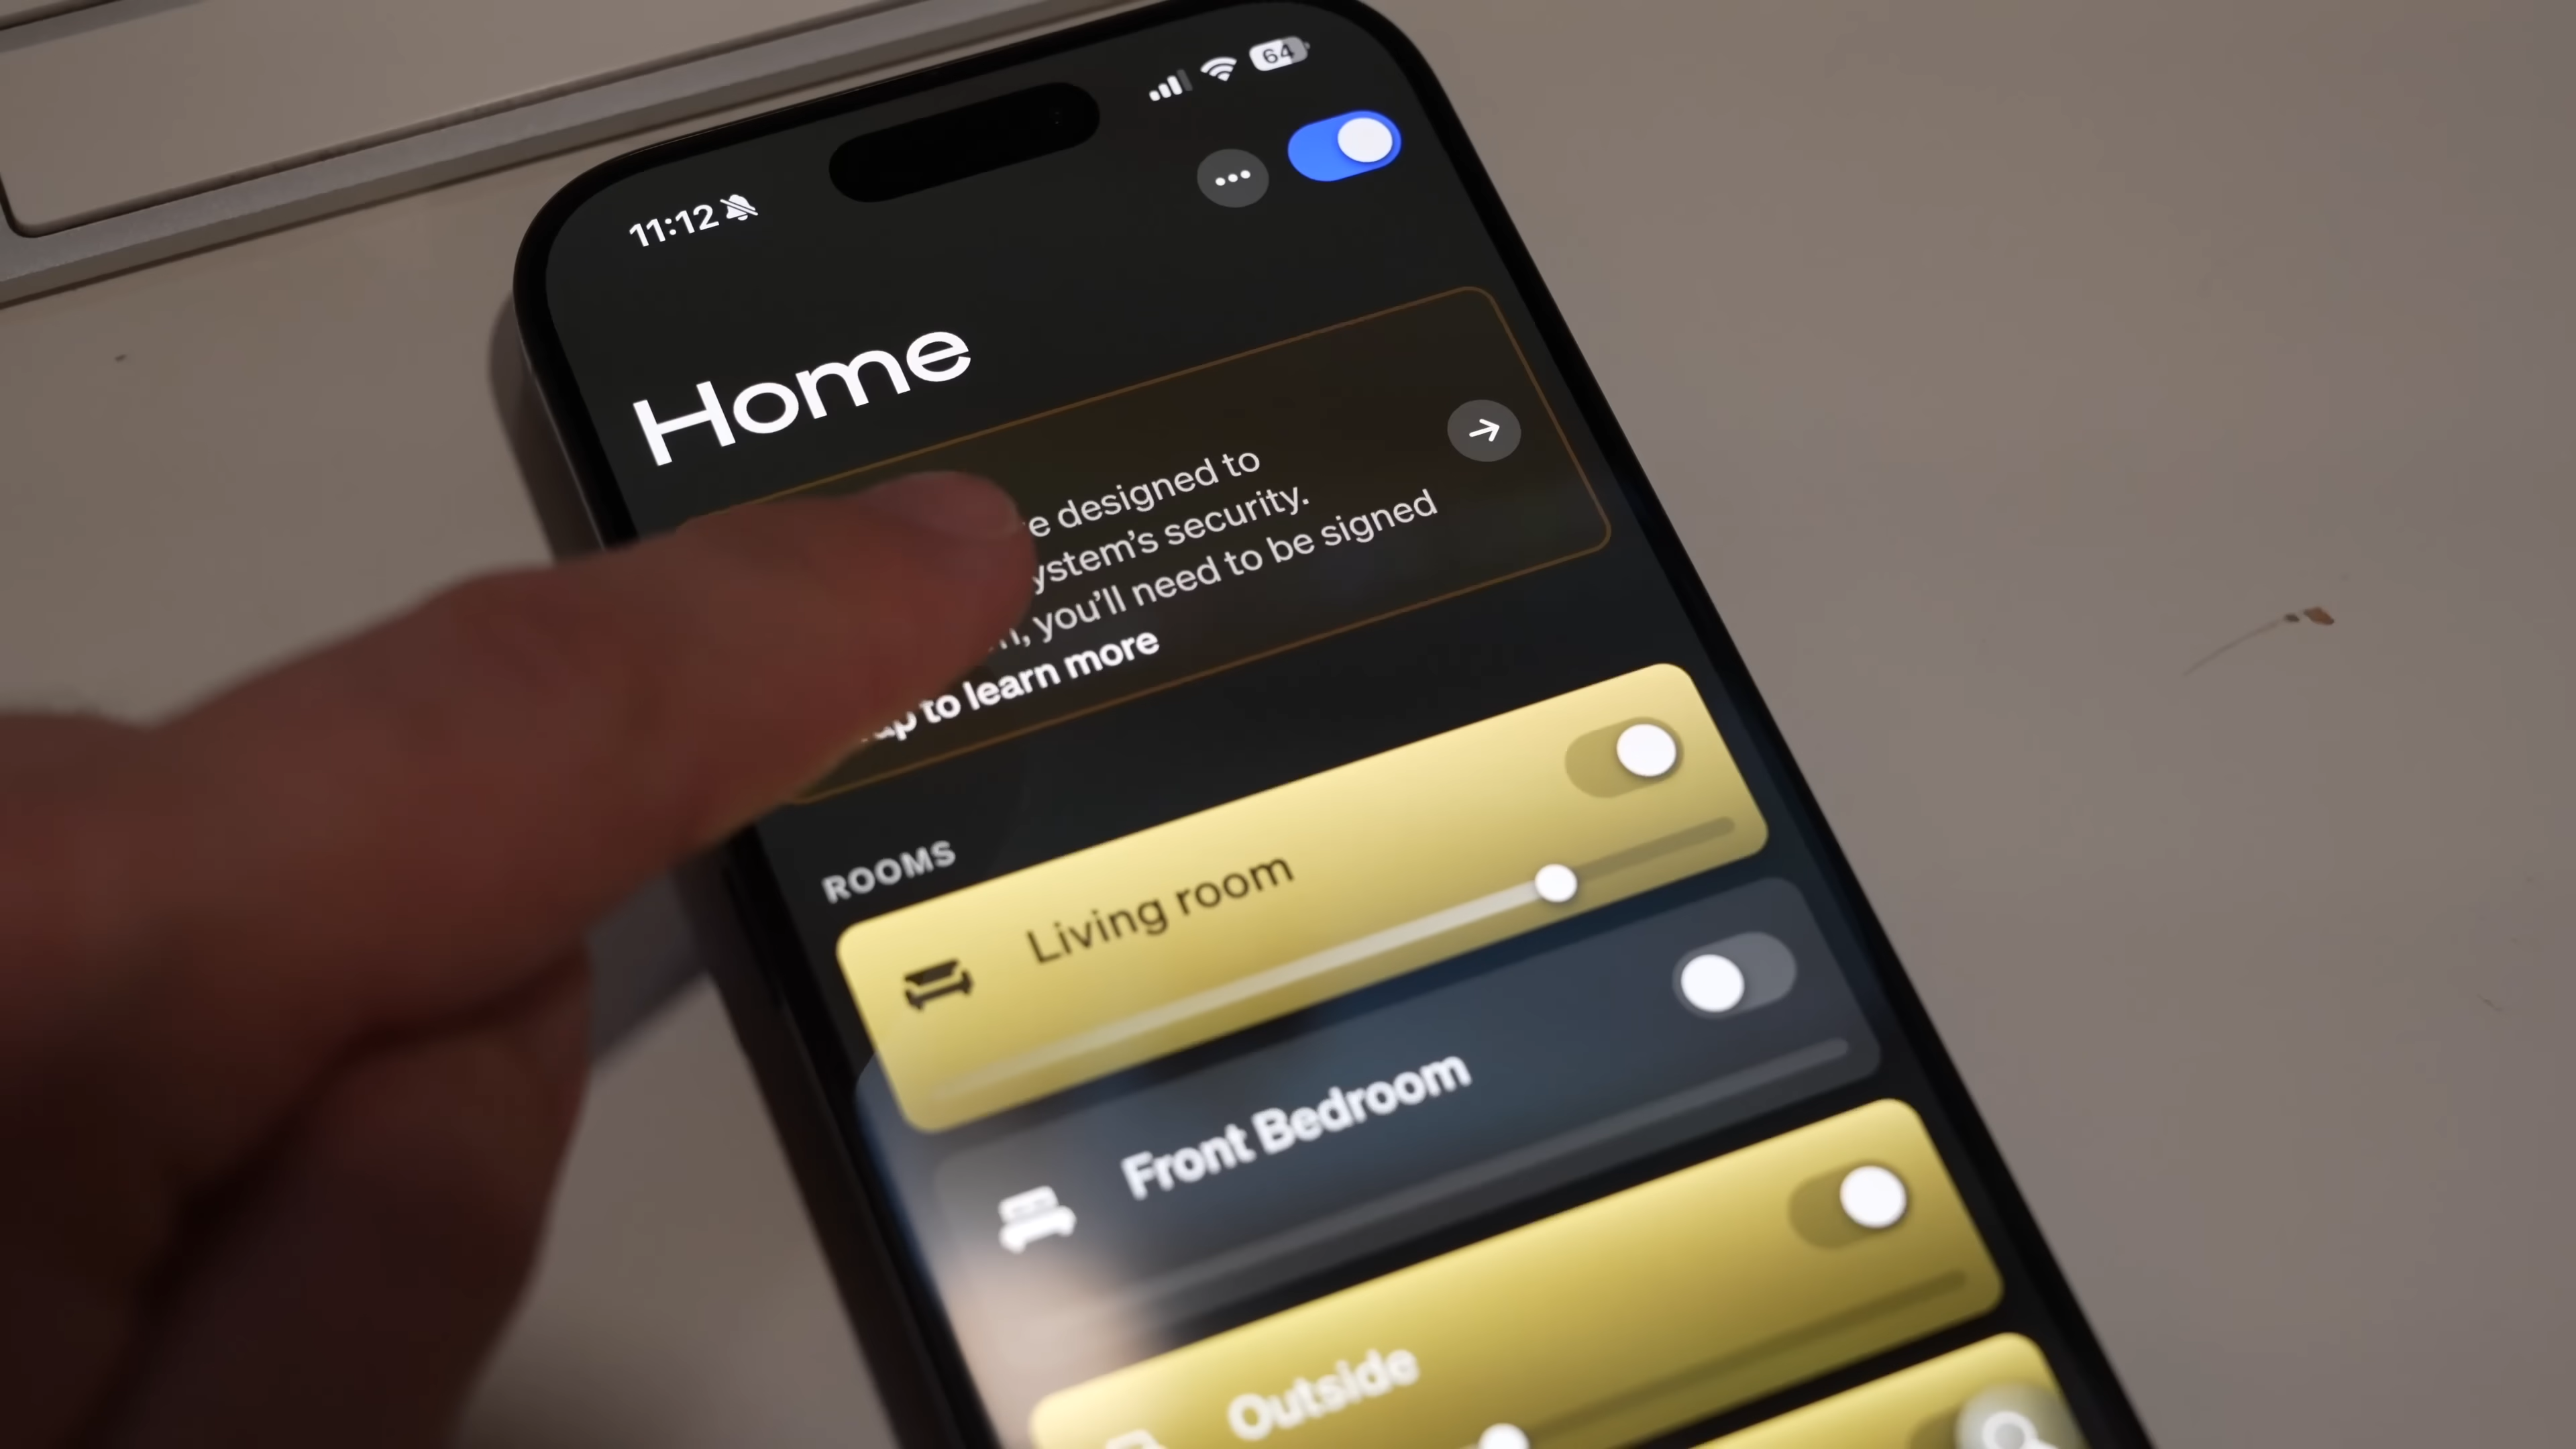 64
11:12
Home
designed to
security.
you'll need to be signed
to learn more
ROOMS
Living room
Front Bedroom
Outside